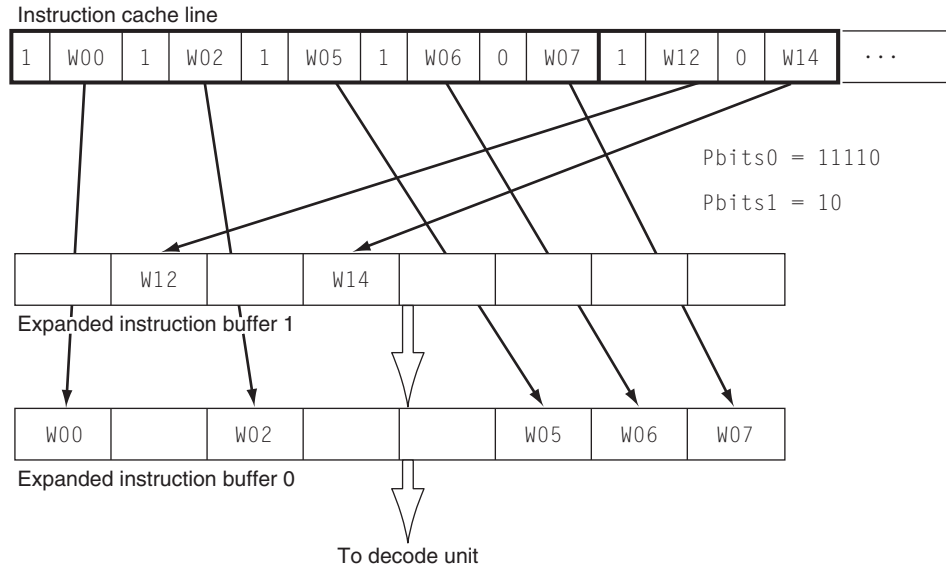 Instruction cache line
1 W00 1 W02 1 W05 1 W06 0 W07 1 W12 0 W14 ...
Pbits0 = 11110
Pbits1 = 10
W12 W14
Expanded instruction buffer 1
W00 W02 W05 W06 W07
Expanded instruction buffer 0
To decode unit